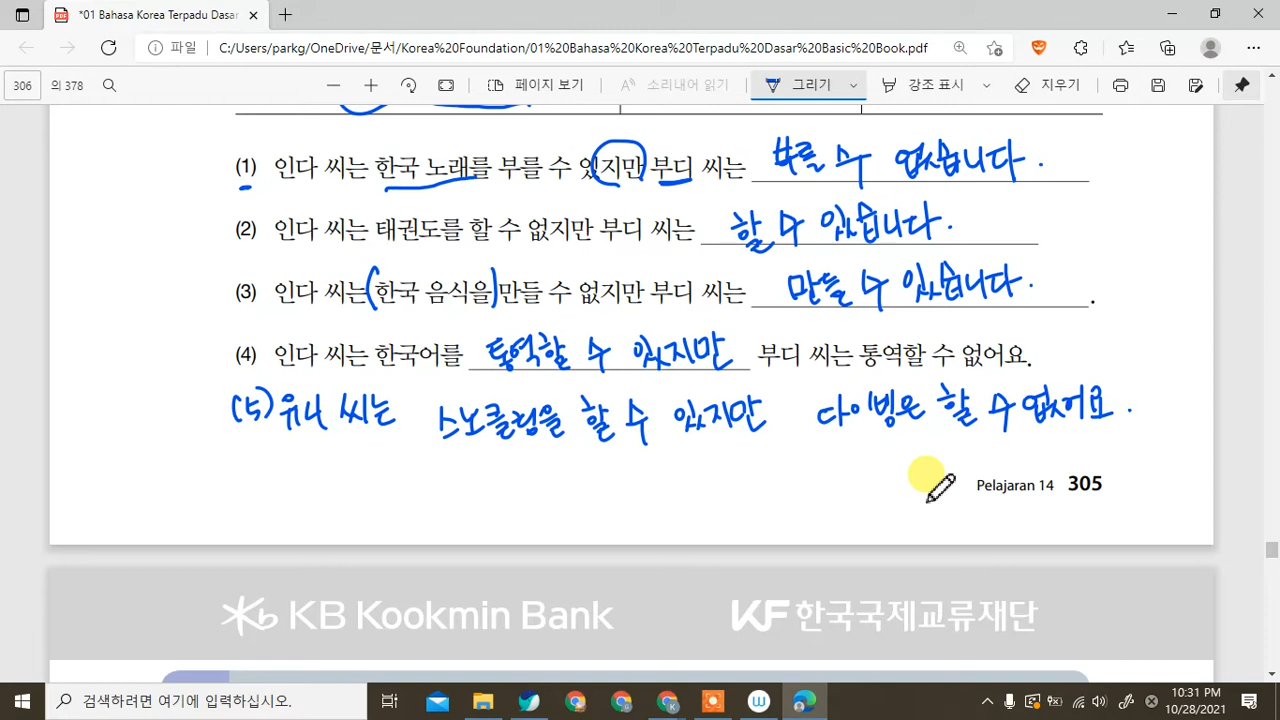 *01 Bahasa Korea Terpadu Dasar
파일 C:/Users/parkg/OneDrive/문서/Korea%20Foundation/01%20Bahasa%20Korea%20Terpadu%20Dasar%20Basic%20Book.pdf
306 의 378 페이지 보기 소리내어 읽기 그리기 강조 표시 지우기
(1) 인다 씨는 한국 노래를 부를 수 있지만 부디 씨는 부를 수 없습니다.
(2) 인다 씨는 태권도를 할 수 없지만 부디 씨는 할 수 있습니다.
(3) 인다 씨는 (한국 음식을) 만들 수 없지만 부디 씨는 만들 수 있습니다. .
(4) 인다 씨는 한국어를 통역할 수 있지만 부디 씨는 통역할 수 없어요.
(5) 유나 씨는 스노클링을 할 수 있지만 다이빙은 할 수 없어요.
Pelajaran 14 305
KB Kookmin Bank KF한국국제교류재단
검색하려면 여기에 입력하십시오.
10:31 PM
10/28/2021